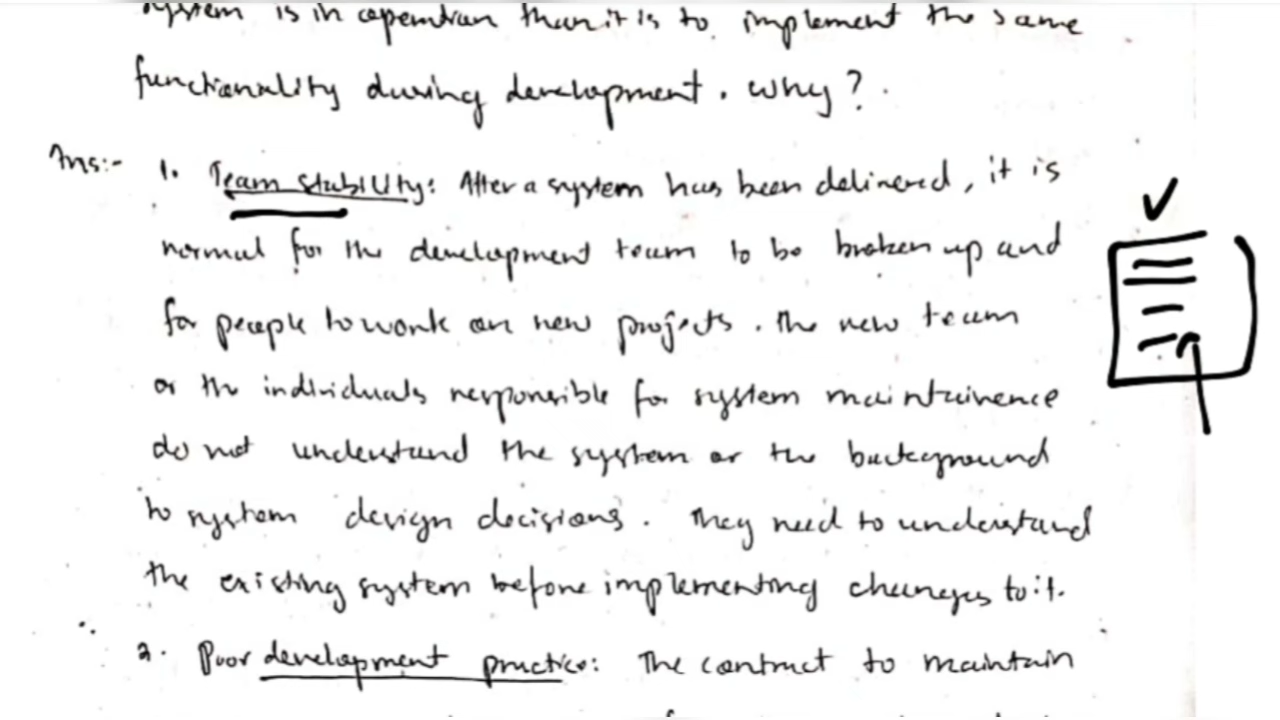 system is in operation than it is to implement the same
functionality during development. Why?
Ans:- 1. Team stability: After a system has been delivered, it is
normal for the development team to be broken up and
for people to work on new projects. The new team
or the individuals responsible for system maintainence
do not understand the system or the background
to system design decisions. They need to understand
the existing system before implementing changes to it.
2. Poor development practice: The contract to maintain